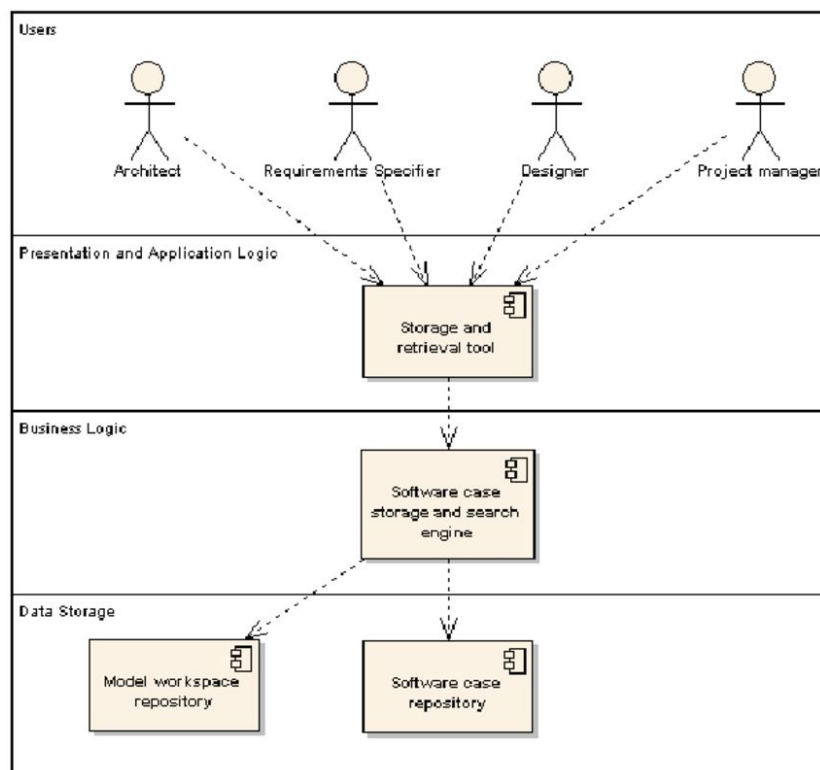 Users
Architect
Requirements Specifier
Designer
Project manager
Presentation and Application Logic
Storage and
retrieval tool
Business Logic
Software case
storage and search
engine
Data Storage
Model workspace
repository
Software case
repository